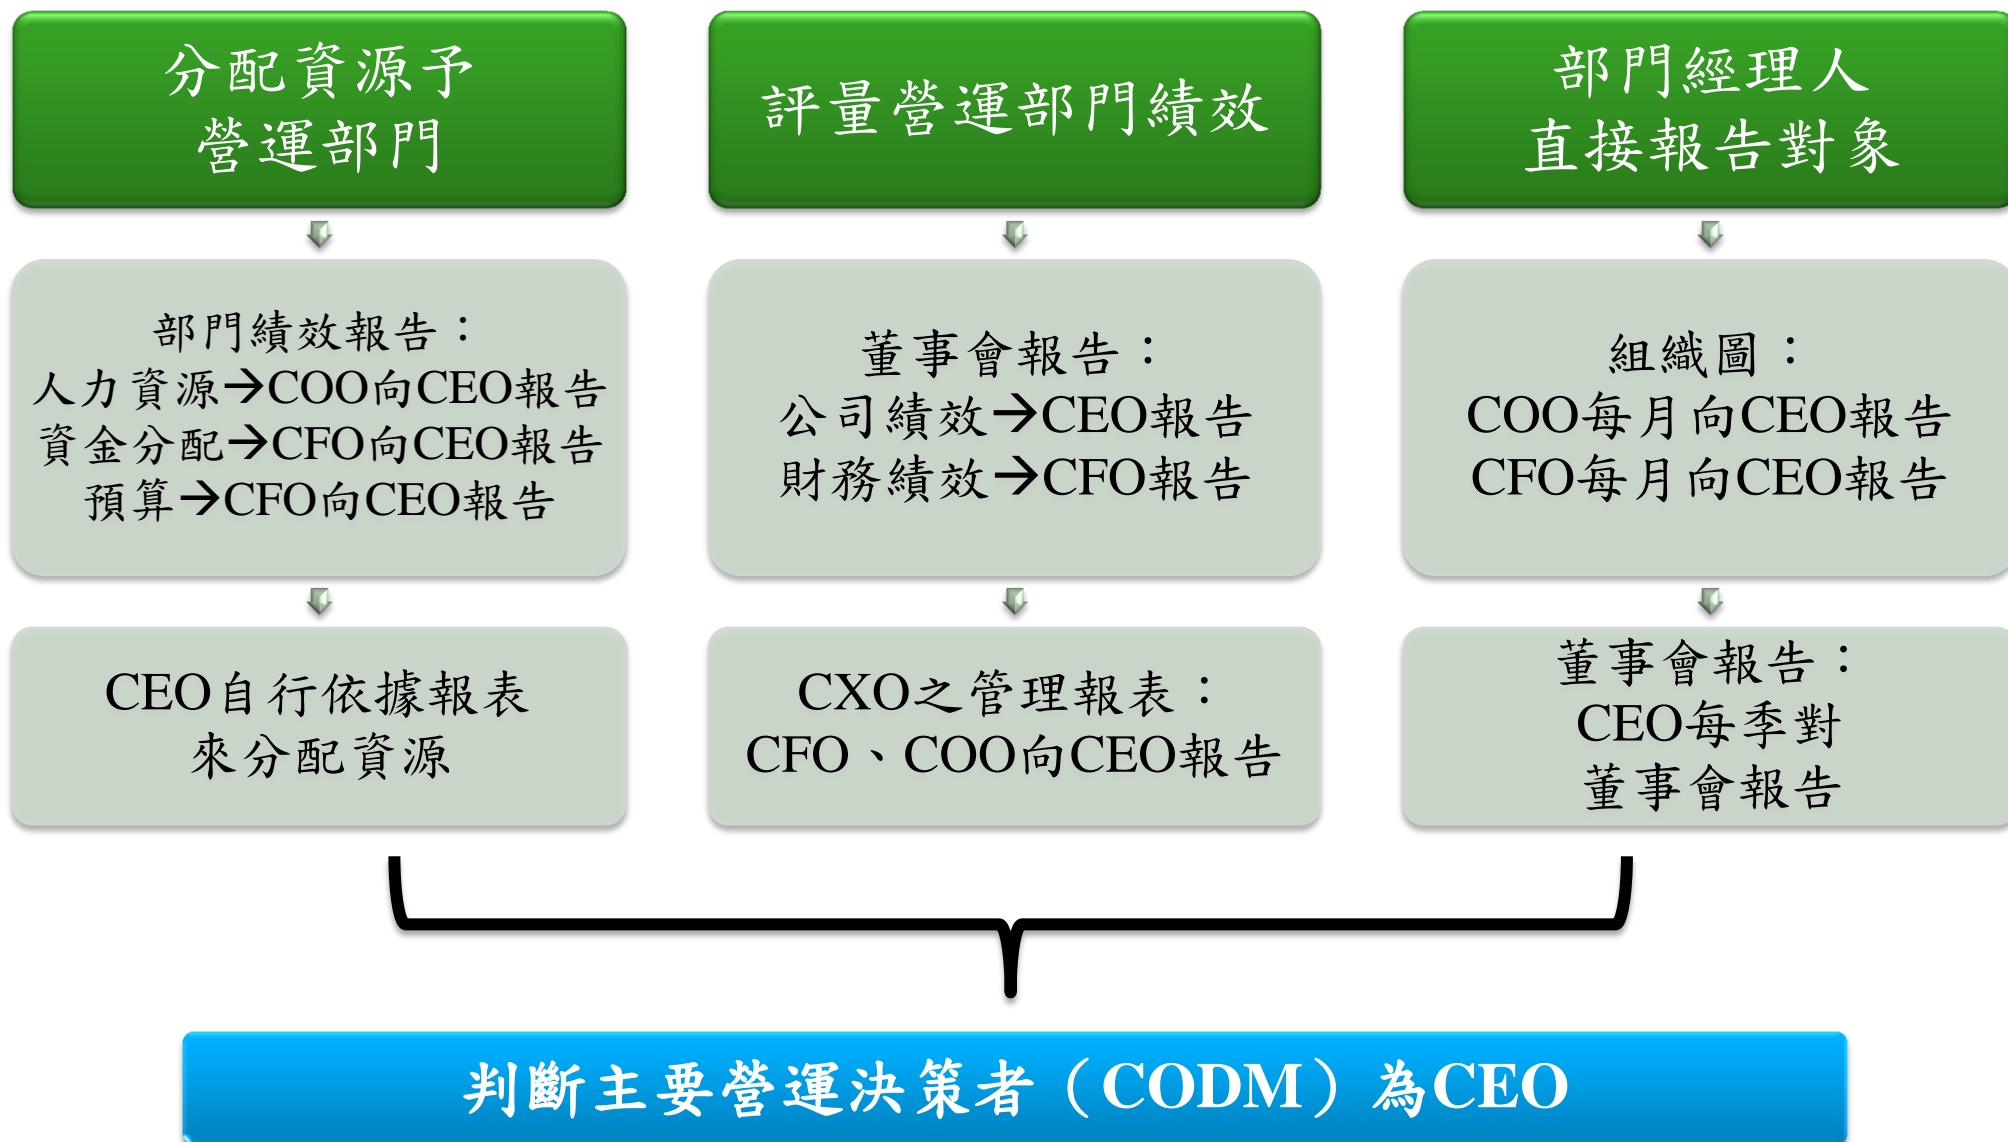 分配資源予
營運部門
部門績效報告：
人力資源→COO向CEO報告
資金分配→CFO向CEO報告
預算→CFO向CEO報告
CEO自行依據報表
來分配資源
評量營運部門績效
董事會報告：
公司績效→CEO報告
財務績效→CFO報告
CXO之管理報表：
CFO、COO向CEO報告
部門經理人
直接報告對象
組織圖：
COO每月向CEO報告
CFO每月向CEO報告
董事會報告：
CEO每季對
董事會報告
判斷主要營運決策者（CODM）為CEO